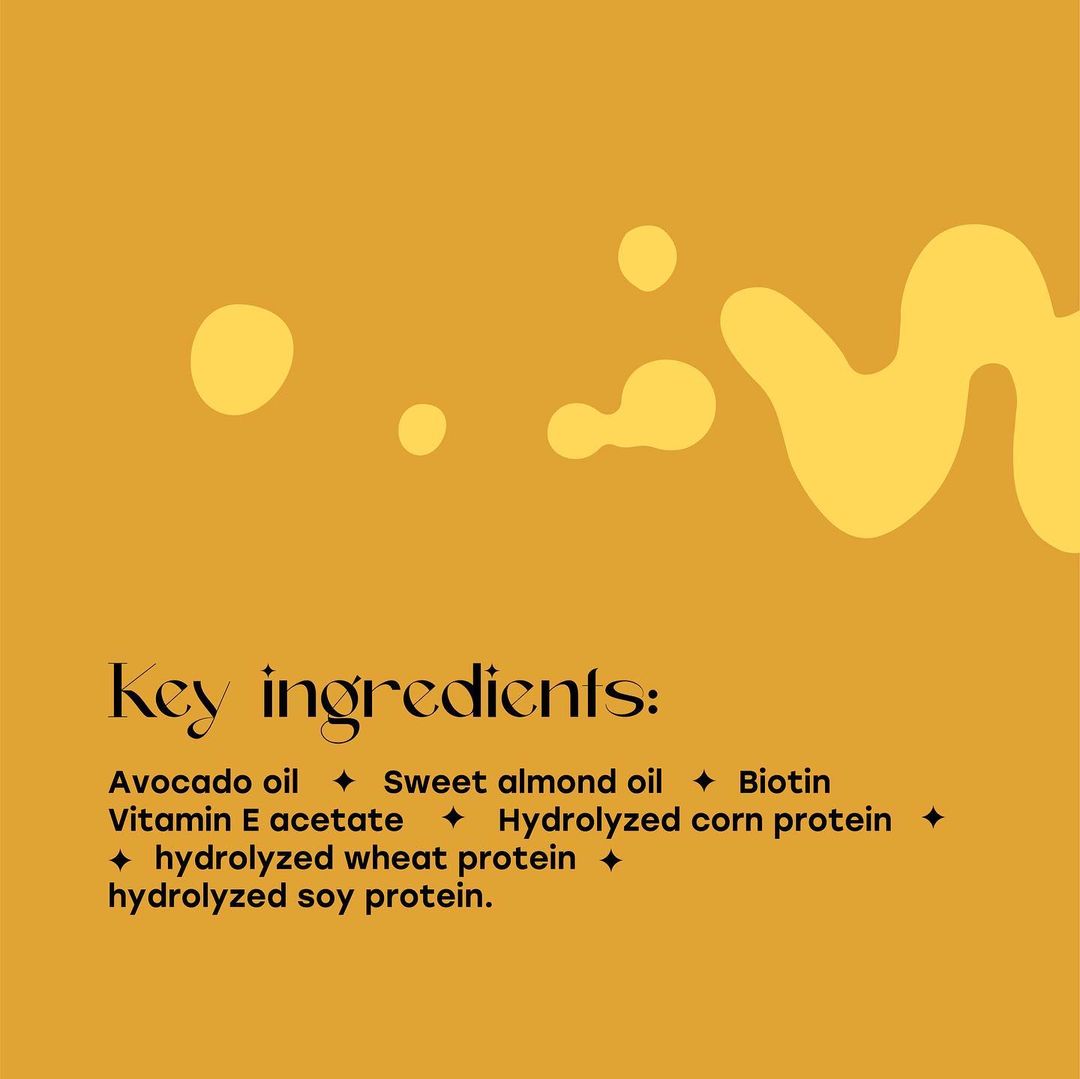 Key ingredients:
Avocado oil ✦ Sweet almond oil ✦ Biotin
Vitamin E acetate ✦ Hydrolyzed corn protein ✦
✦ hydrolyzed wheat protein ✦
hydrolyzed soy protein.